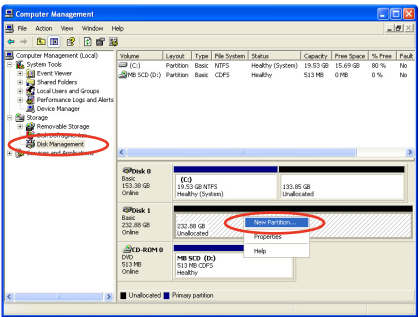 Computer Management
File Action View Window Help
Computer Management (Local)
System Tools
Event Viewer
Shared Folders
Local Users and Groups
Performance Logs and Alerts
Device Manager
Storage
Removable Storage
Disk Defragmenter
Disk Management
Services and Applications
Volume Layout Type File System Status Capacity Free Space % Free Fault
(C:) Partition Basic NTFS Healthy (System) 19.53 GB 15.69 GB 80 % No
MB SCD (D:) Partition Basic CDFS Healthy 513 MB 0 MB 0 % No
Disk 0
Basic
153.38 GB
Online
(C:)
19.53 GB NTFS
Healthy (System)
133.85 GB
Unallocated
Disk 1
Basic
232.88 GB
Online
232.88 GB
Unallocated
New Partition...
Properties
Help
CD-ROM 0
DVD
513 MB
Online
MB SCD (D:)
513 MB CDFS
Healthy
Unallocated Primary partition